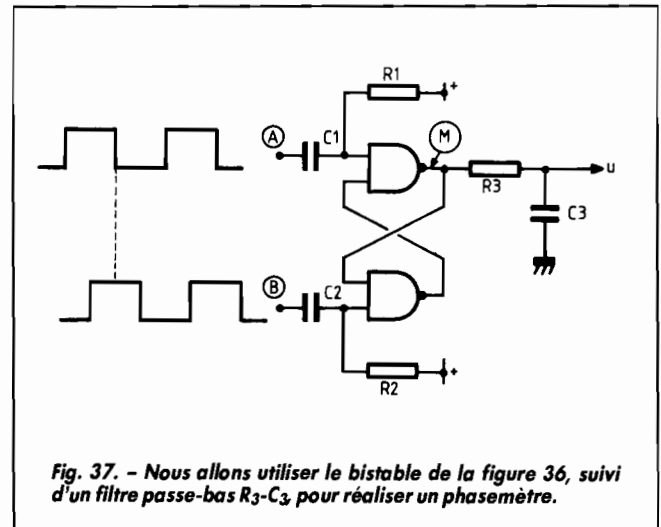 R1
+
A
C1
M
R3
u
C3
B
C2
R2
+
Fig. 37. – Nous allons utiliser le bistable de la figure 36, suivi
d'un filtre passe-bas R3-C3, pour réaliser un phasemètre.